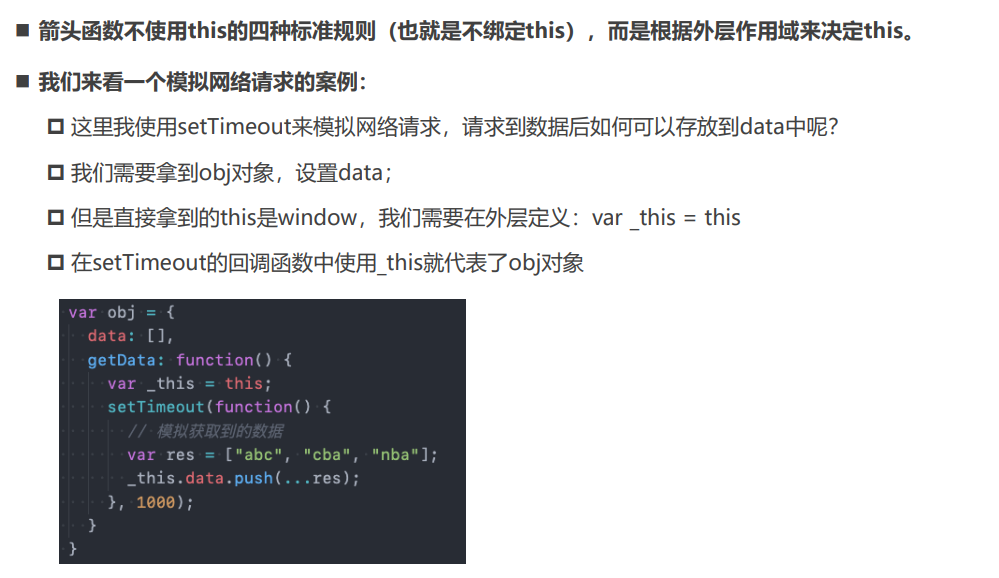 箭头函数不使用this的四种标准规则（也就是不绑定this），而是根据外层作用域来决定this。
我们来看一个模拟网络请求的案例：
这里我使用setTimeout来模拟网络请求，请求到数据后如何可以存放到data中呢？
我们需要拿到obj对象，设置data；
但是直接拿到的this是window，我们需要在外层定义：var _this = this
在setTimeout的回调函数中使用_this就代表了obj对象
var obj = {
  data: [],
  getData: function() {
    var _this = this;
    setTimeout(function() {
      // 模拟获取到的数据
      var res = ["abc", "cba", "nba"];
      _this.data.push(...res);
    }, 1000);
  }
}